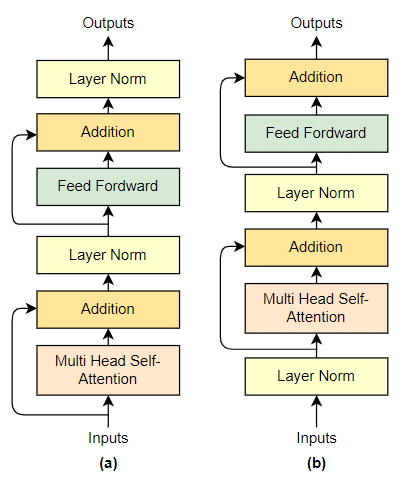 Outputs
Layer Norm
Addition
Feed Fordward
Layer Norm
Addition
Multi Head Self-
Attention
Inputs
(a)
Outputs
Addition
Feed Fordward
Layer Norm
Addition
Multi Head Self-
Attention
Layer Norm
Inputs
(b)